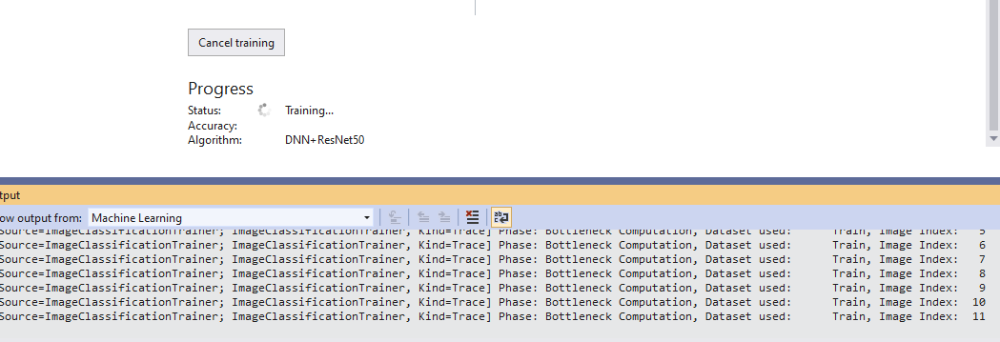 Cancel training
Progress
Status: Training...
Accuracy:
Algorithm: DNN+ResNet50
tput
ow output from: Machine Learning
Source=ImageClassificationTrainer; ImageClassificationTrainer, Kind=Trace] Phase: Bottleneck Computation, Dataset used: Train, Image Index: 5
Source=ImageClassificationTrainer; ImageClassificationTrainer, Kind=Trace] Phase: Bottleneck Computation, Dataset used: Train, Image Index: 6
Source=ImageClassificationTrainer; ImageClassificationTrainer, Kind=Trace] Phase: Bottleneck Computation, Dataset used: Train, Image Index: 7
Source=ImageClassificationTrainer; ImageClassificationTrainer, Kind=Trace] Phase: Bottleneck Computation, Dataset used: Train, Image Index: 8
Source=ImageClassificationTrainer; ImageClassificationTrainer, Kind=Trace] Phase: Bottleneck Computation, Dataset used: Train, Image Index: 9
Source=ImageClassificationTrainer; ImageClassificationTrainer, Kind=Trace] Phase: Bottleneck Computation, Dataset used: Train, Image Index: 10
Source=ImageClassificationTrainer; ImageClassificationTrainer, Kind=Trace] Phase: Bottleneck Computation, Dataset used: Train, Image Index: 11